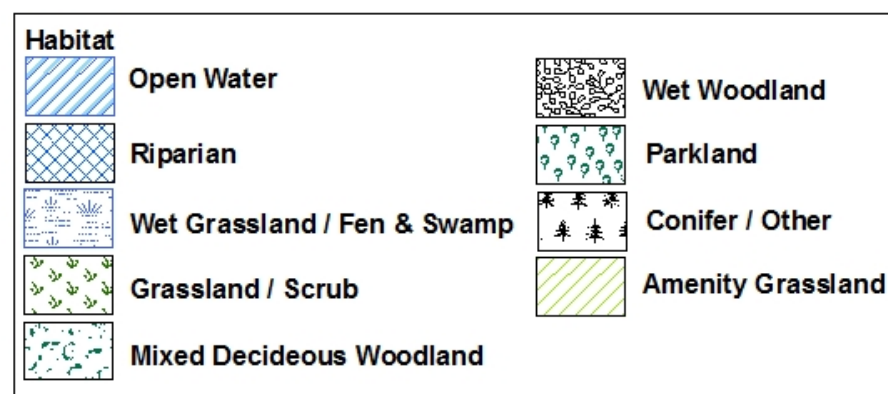 Habitat
Open Water
Riparian
Wet Grassland / Fen & Swamp
Grassland / Scrub
Mixed Decideous Woodland
Wet Woodland
Parkland
Conifer / Other
Amenity Grassland